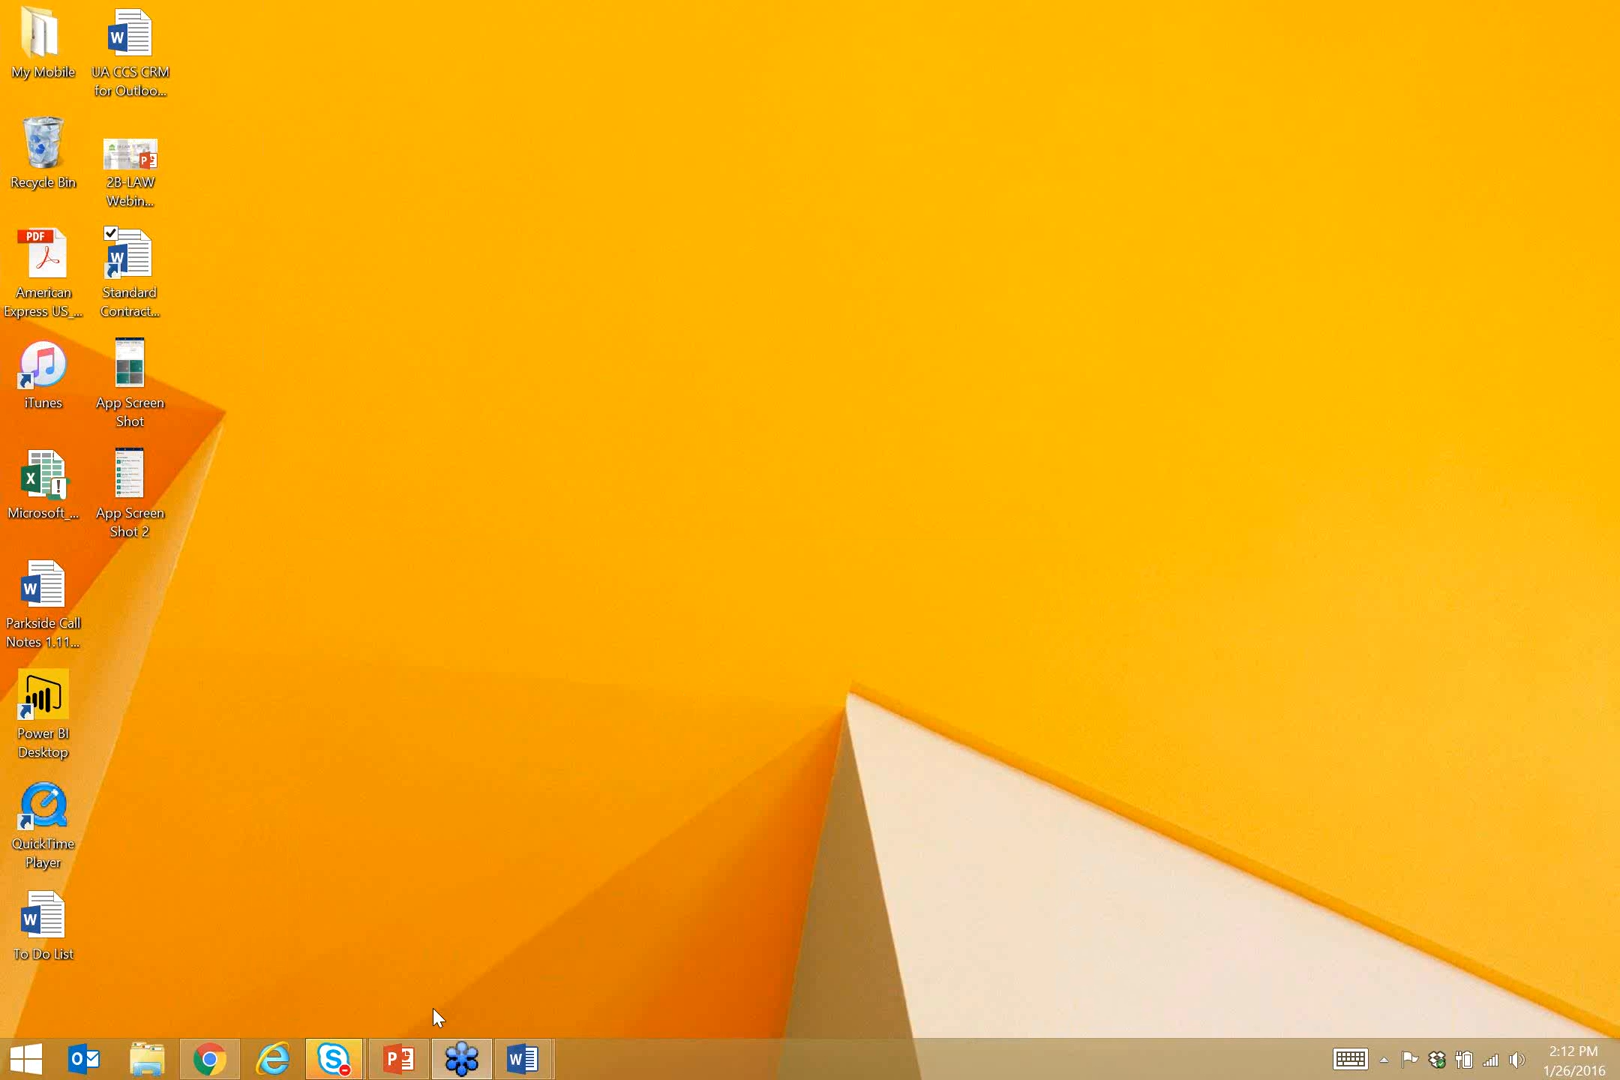 My Mobile
UA CCS CRM
for Outloo...
Recycle Bin
2B-LAW
Webin...
PDF
American
Express US_...
Standard
Contract...
iTunes
App Screen
Shot
Microsoft_...
App Screen
Shot 2
Parkside Call
Notes 1.11...
Power BI
Desktop
QuickTime
Player
To Do List
2:12 PM
1/26/2016